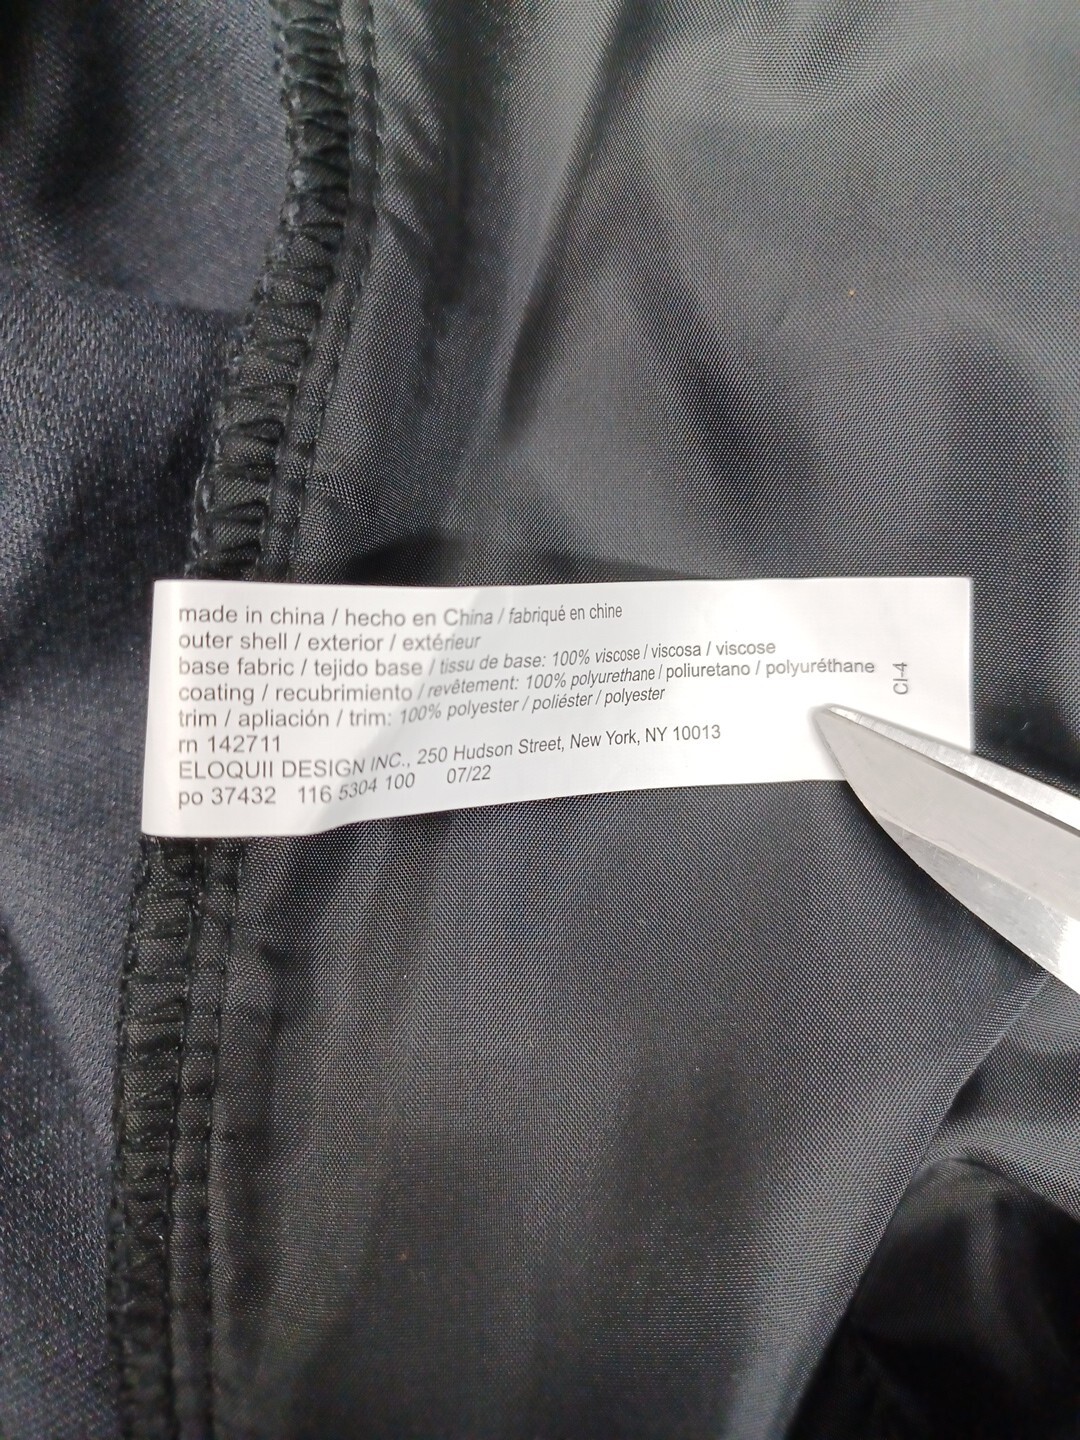 made in china / hecho en China / fabriqué en chine
outer shell / exterior / extérieur
base fabric / tejido base / tissu de base: 100% viscose / viscosa / viscose
coating / recubrimiento / revêtement: 100% polyurethane / poliuretano / polyuréthane
trim / apliación / trim: 100% polyester / poliéster / polyester
rn 142711
ELOQUII DESIGN INC., 250 Hudson Street, New York, NY 10013
po 37432 116 5304 100 07/22
CI-4